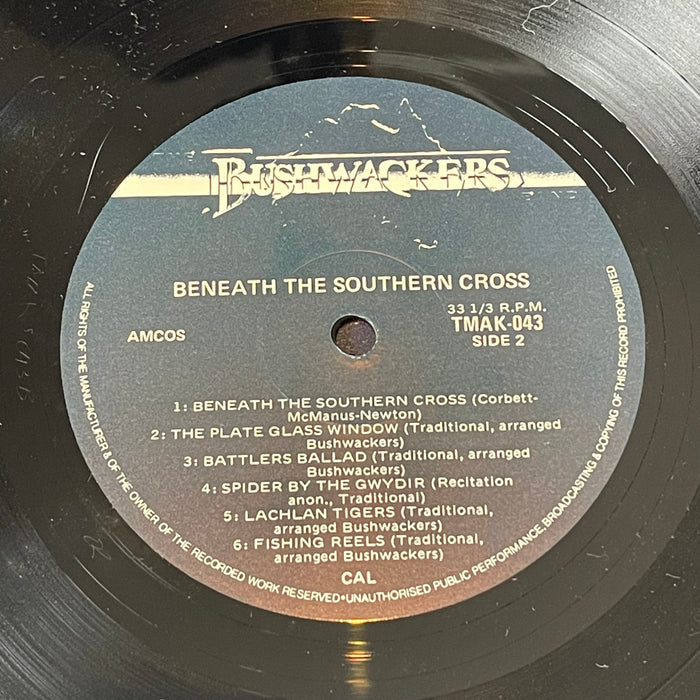 BUSHWACKERS
BENEATH THE SOUTHERN CROSS
33 1/3 R.P.M.
AMCOS
TMAK-043
SIDE 2
1: BENEATH THE SOUTHERN CROSS (Corbett-
McManus-Newton)
2: THE PLATE GLASS WINDOW (Traditional, arranged
Bushwackers)
3: BATTLERS BALLAD (Traditional, arranged
Bushwackers)
4: SPIDER BY THE GWYDIR (Recitation
anon., Traditional)
5: LACHLAN TIGERS (Traditional,
arranged Bushwackers)
6: FISHING REELS (Traditional,
arranged Bushwackers)
CAL
ALL RIGHTS OF THE MANUFACTURER & OF THE OWNER OF THE RECORDED WORK RESERVED•UNAUTHORISED PUBLIC PERFORMANCE, BROADCASTING & COPYING OF THIS RECORD PROHIBITED